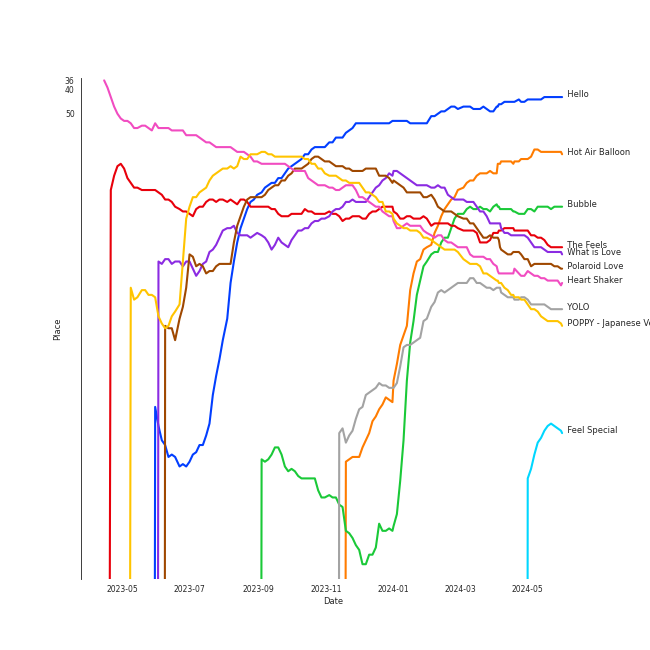 36
40
50
Hello
Hot Air Balloon
Bubble
The Feels
What is Love
Polaroid Love
Heart Shaker
YOLO
POPPY - Japanese Ve
Feel Special
Place
2023-05 2023-07 2023-09 2023-11 2024-01 2024-03 2024-05
Date